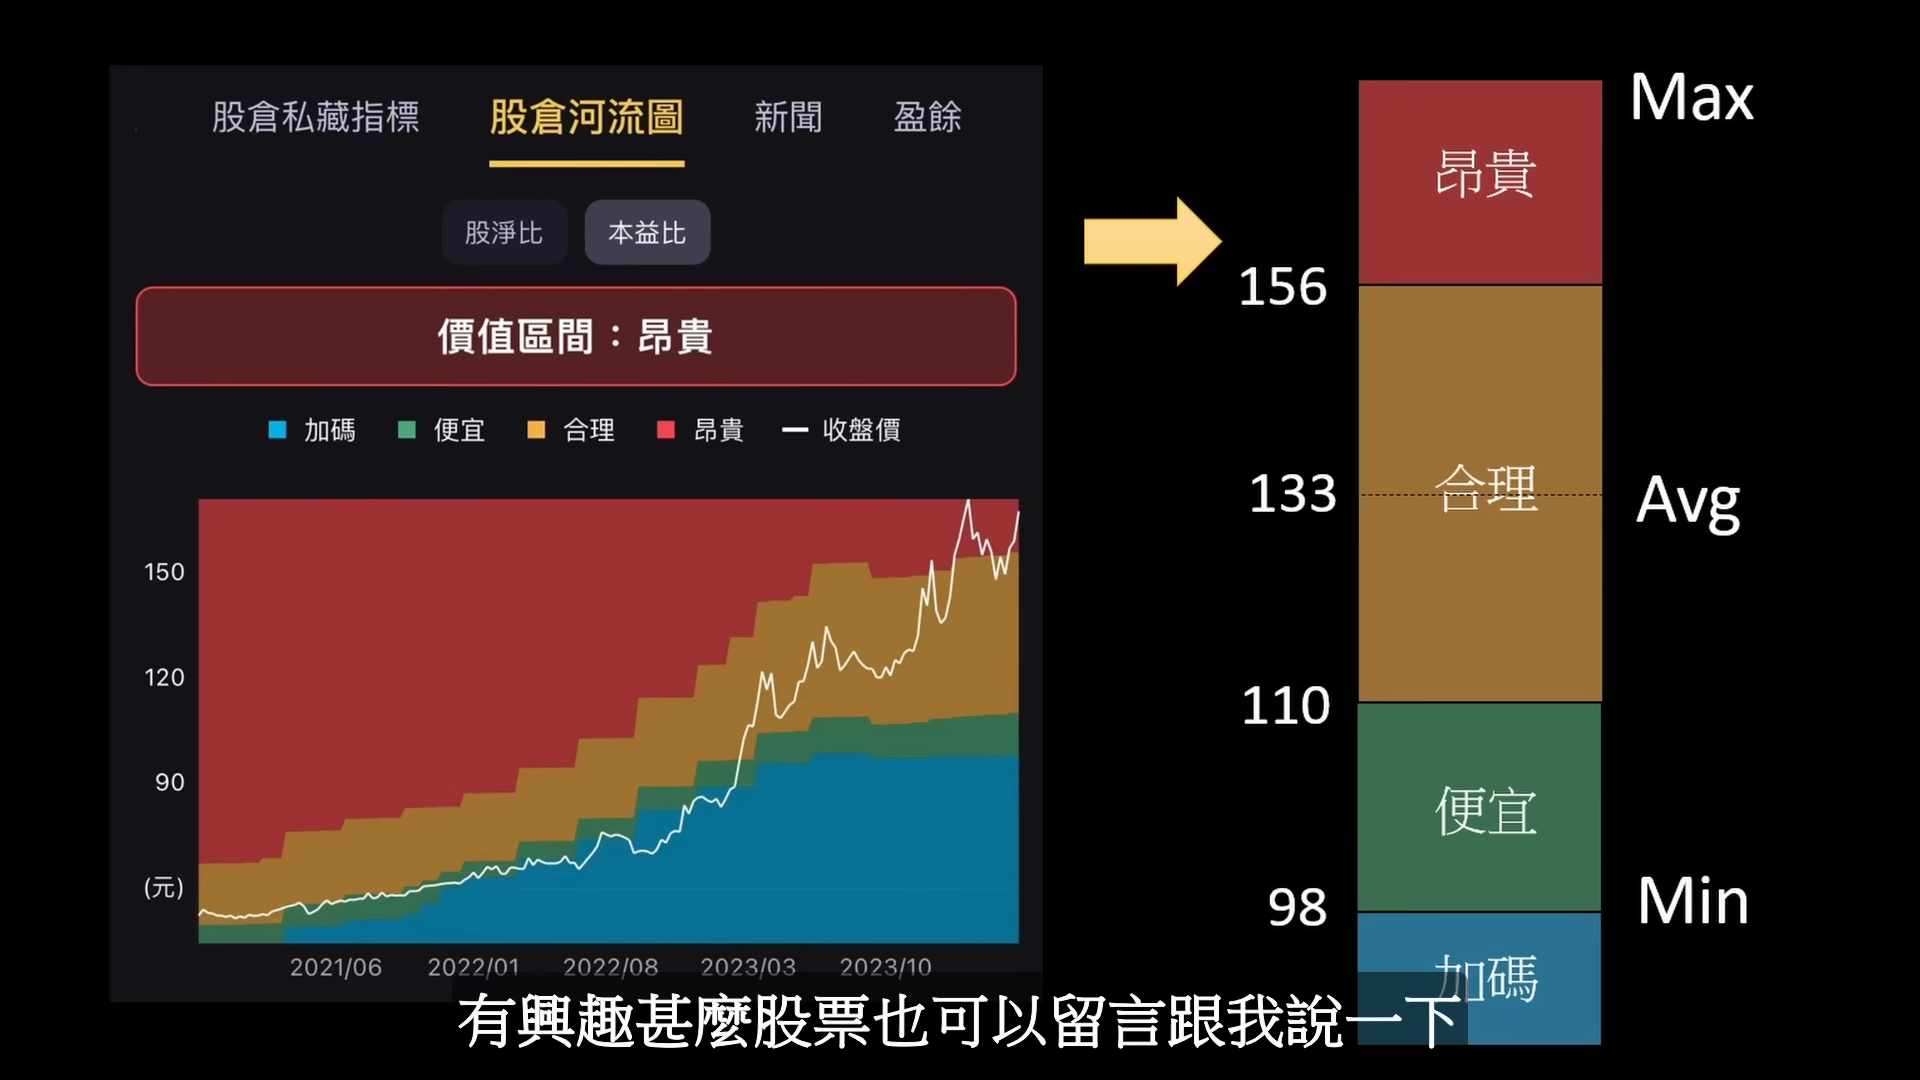 股倉私藏指標 股倉河流圖 新聞 盈餘
股淨比 本益比
價值區間：昂貴
加碼 便宜 合理 昂貴 收盤價
150
120
90
(元)
2021/06 2022/01 2022/08 2023/03 2023/10
Max
昂貴
156
133
合理
Avg
110
便宜
98
Min
加碼
有興趣甚麼股票也可以留言跟我說一下